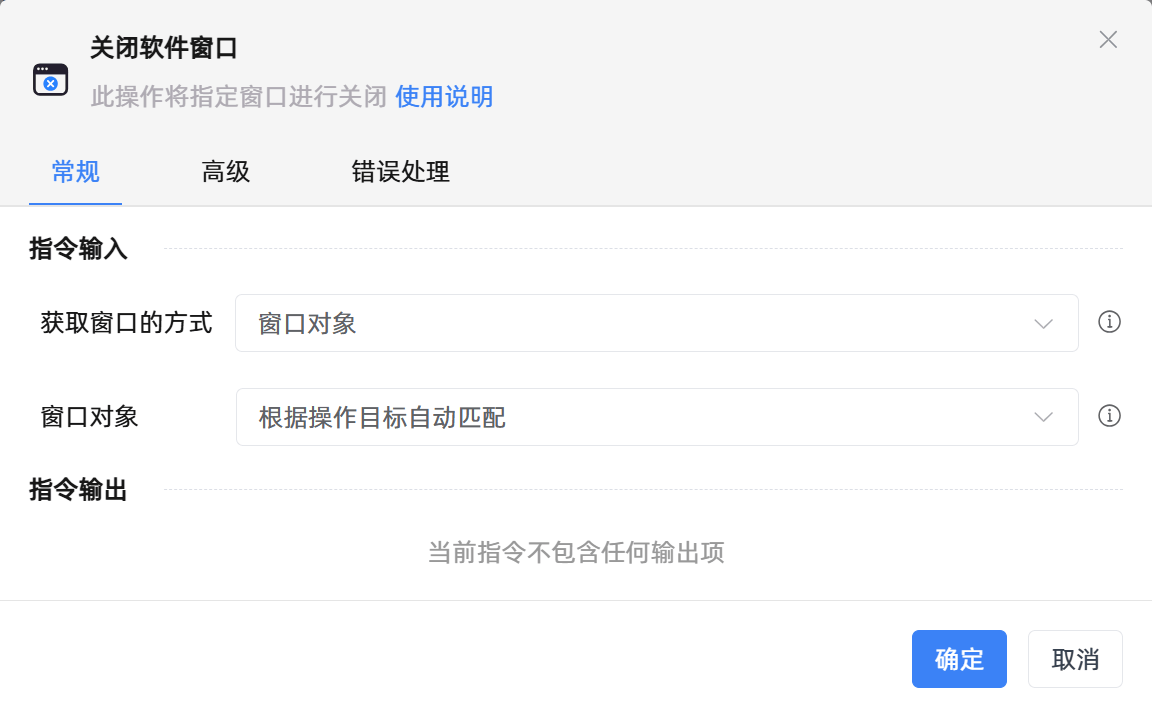 关闭软件窗口
此操作将指定窗口进行关闭 使用说明
常规 高级 错误处理
指令输入
获取窗口的方式 窗口对象
窗口对象 根据操作目标自动匹配
指令输出
当前指令不包含任何输出项
确定 取消